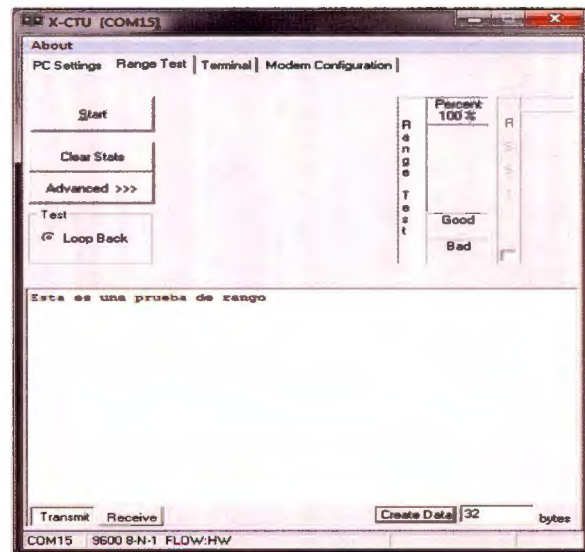 X-CTU [COM15]
About
PC Settings Range Test Terminal Modem Configuration
Start
Clear Stats
Advanced >>>
Test
Loop Back
Range Test
Percent
100 %
Good
Bad
RSSI
Esta es una prueba de rango
Transmit Receive
Create Data 32 bytes
COM15 9600 8-N-1 FLOW:HW